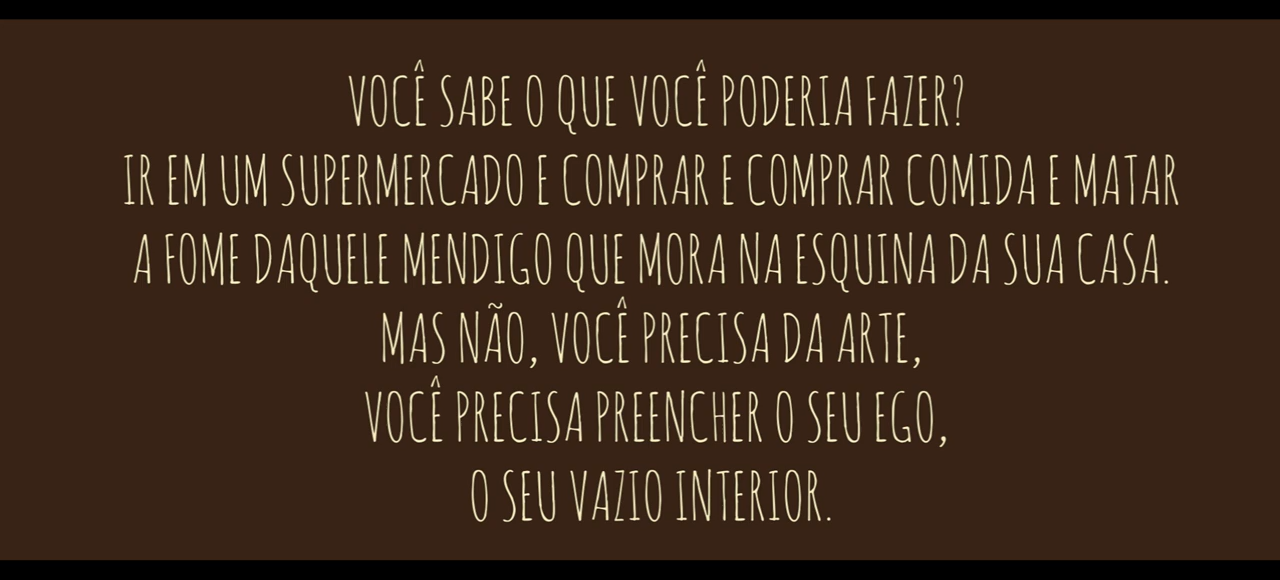 VOCÊ SABE O QUE VOCÊ PODERIA FAZER?
IR EM UM SUPERMERCADO E COMPRAR E COMPRAR COMIDA E MATAR
A FOME DAQUELE MENDIGO QUE MORA NA ESQUINA DA SUA CASA.
MAS NÃO, VOCÊ PRECISA DA ARTE,
VOCÊ PRECISA PREENCHER O SEU EGO,
O SEU VAZIO INTERIOR.